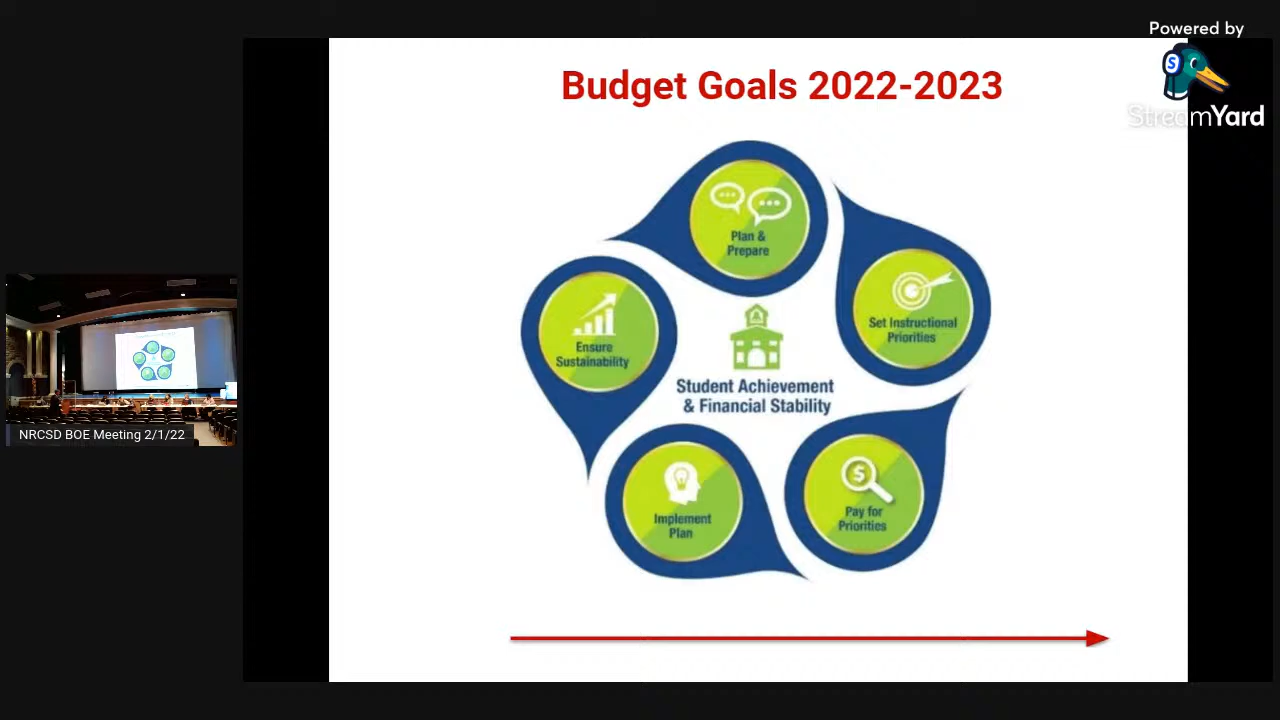 Powered by
StreamYard
Budget Goals 2022-2023
Plan &
Prepare
Set Instructional
Priorities
Pay for
Priorities
Implement
Plan
Ensure
Sustainability
Student Achievement
& Financial Stability
S
$
NRCSD BOE Meeting 2/1/22